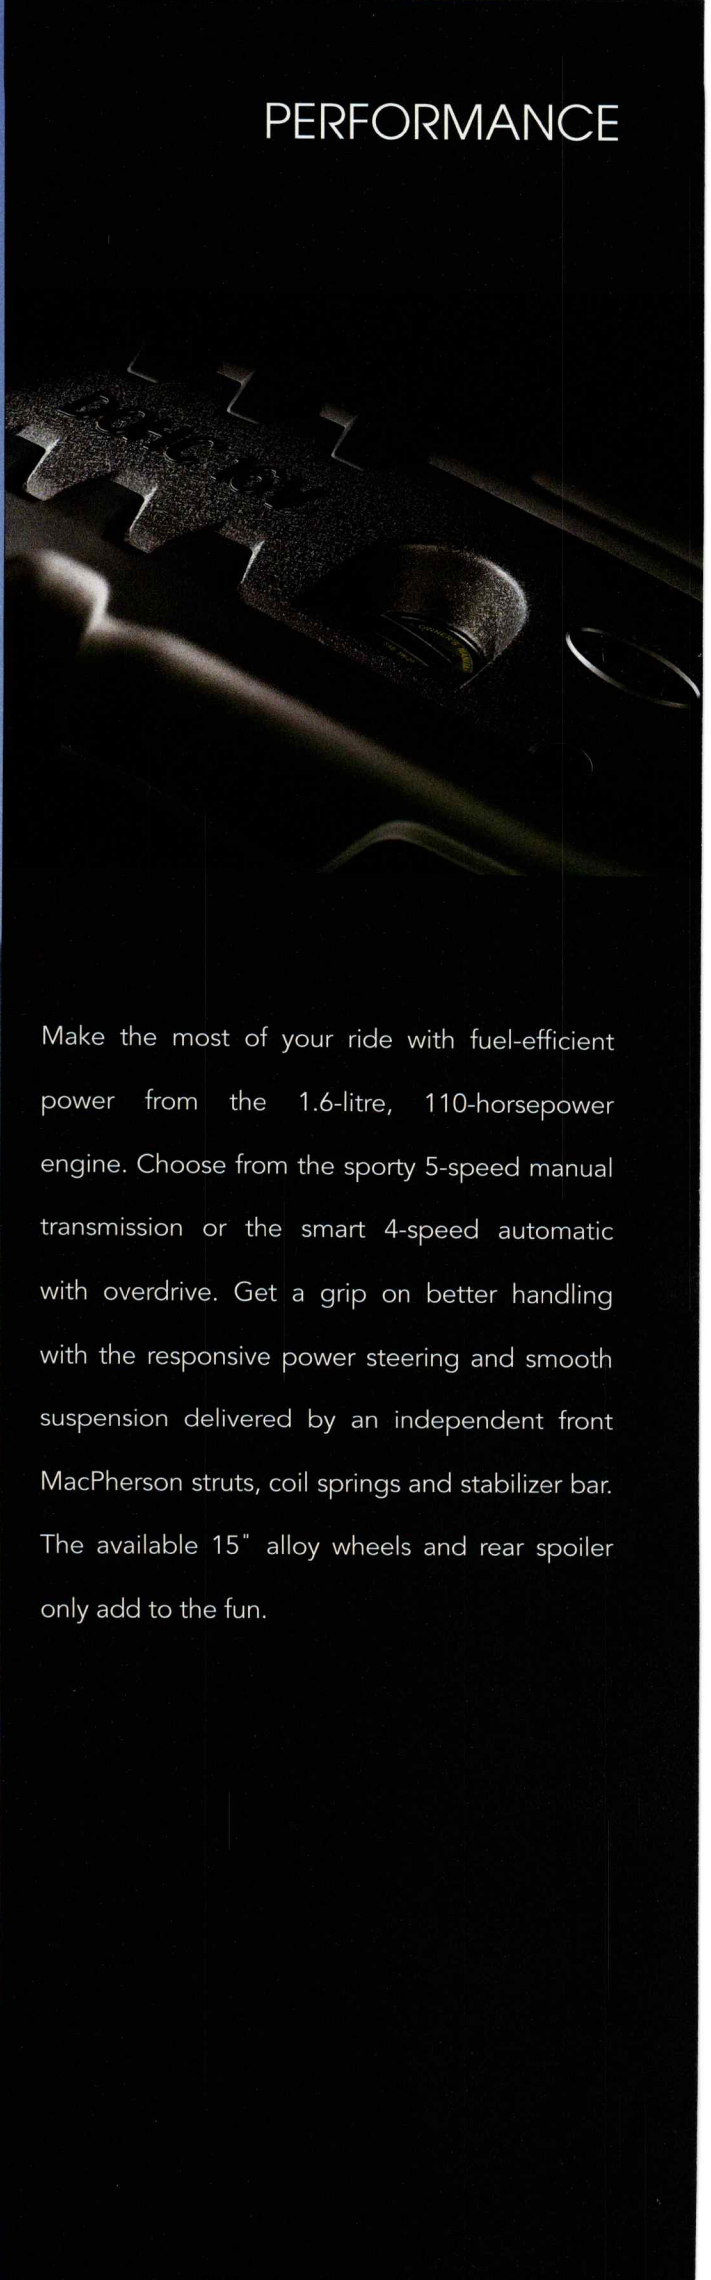 PERFORMANCE
DOHC 16V
OWNER'S MANUAL
Make the most of your ride with fuel-efficient
power from the 1.6-litre, 110-horsepower
engine. Choose from the sporty 5-speed manual
transmission or the smart 4-speed automatic
with overdrive. Get a grip on better handling
with the responsive power steering and smooth
suspension delivered by an independent front
MacPherson struts, coil springs and stabilizer bar.
The available 15" alloy wheels and rear spoiler
only add to the fun.